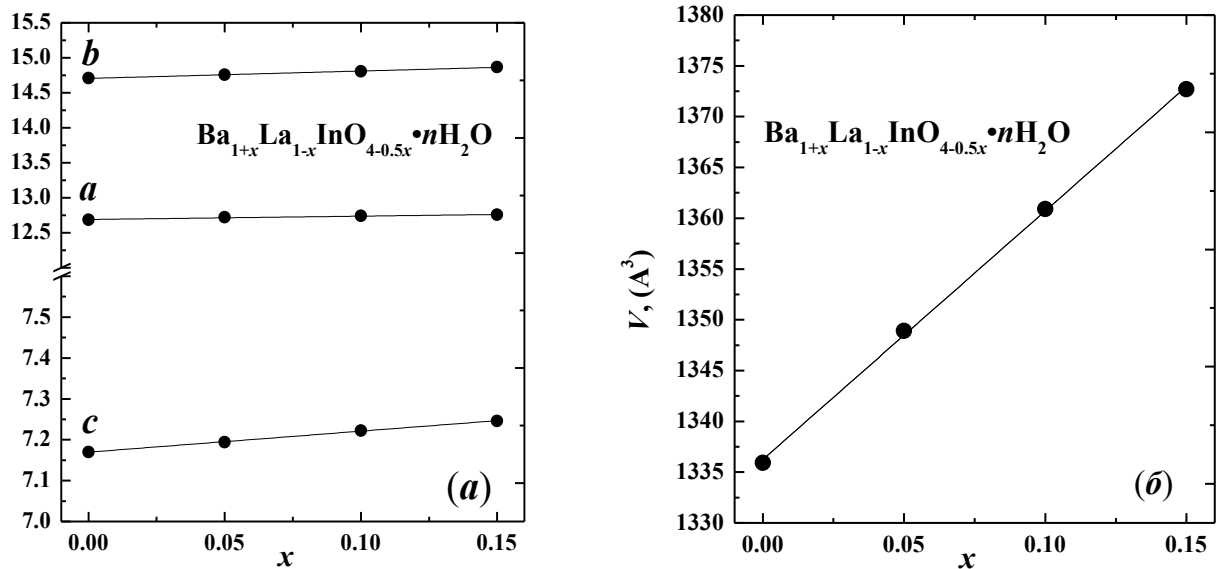 15.5
15.0
b
14.5
14.0
Ba1+xLa1-xInO4-0.5x•nH2O
13.5
13.0
a
12.5
7.5
7.4
7.3
c
7.2
7.1
(а)
7.0
0.00 0.05 0.10 0.15
x
1380
1375
1370
Ba1+xLa1-xInO4-0.5x•nH2O
1365
1360
V, (A3)
1355
1350
1345
1340
1335
(б)
1330
0.00 0.05 0.10 0.15
x